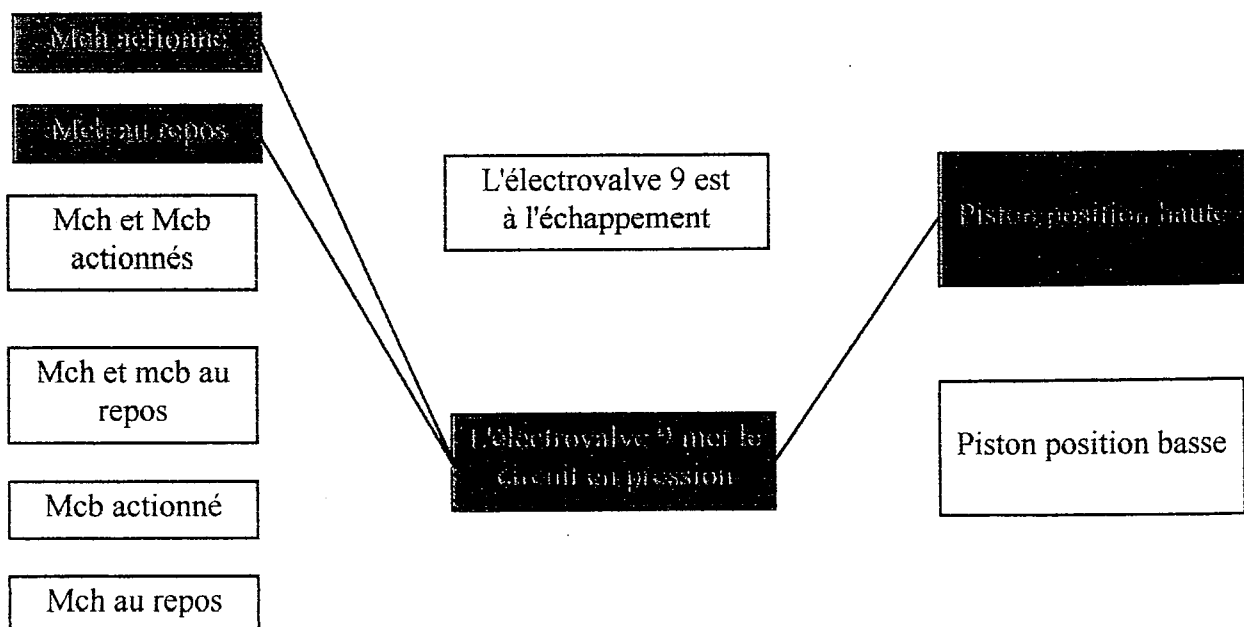 Mch actionné
Mcb au repos
Mch et Mcb
actionnés
Mch et mcb au
repos
Mcb actionné
Mch au repos
L'électrovalve 9 est
à l'échappement
L'électrovalve 9 met le
circuit en pression
Piston position haute
Piston position basse